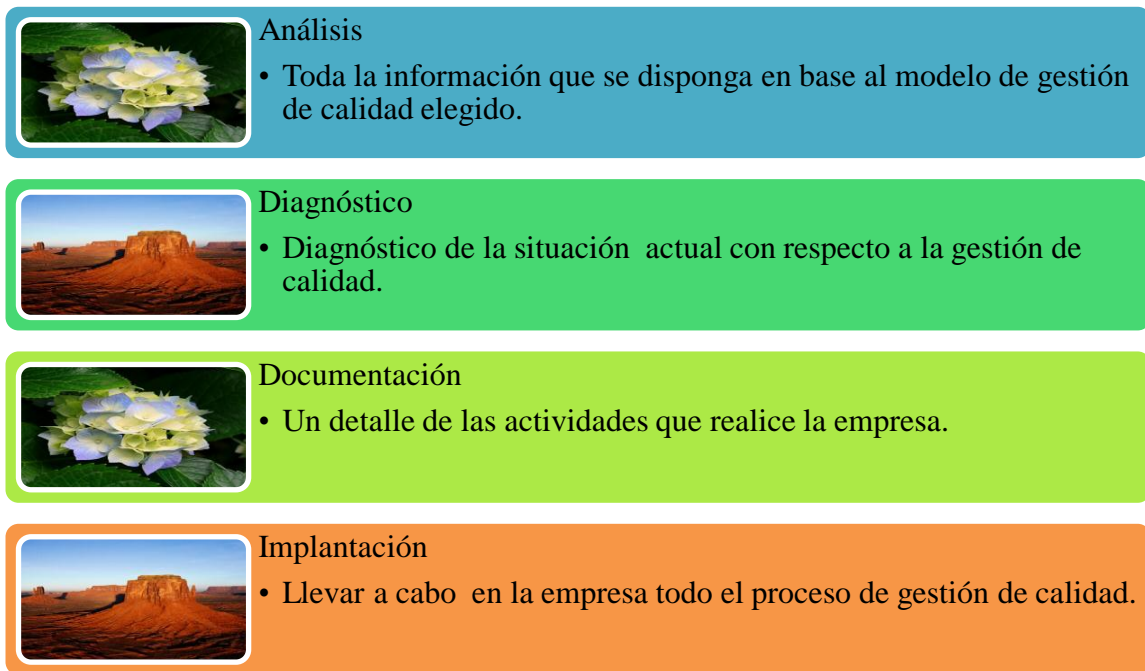 Análisis
• Toda la información que se disponga en base al modelo de gestión
de calidad elegido.
Diagnóstico
• Diagnóstico de la situación  actual con respecto a la gestión de
calidad.
Documentación
• Un detalle de las actividades que realice la empresa.
Implantación
• Llevar a cabo  en la empresa todo el proceso de gestión de calidad.